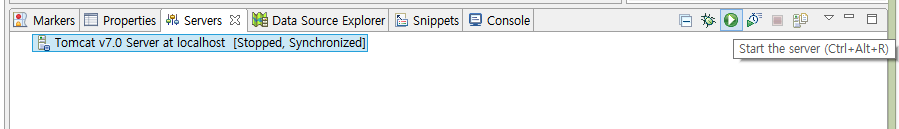 Markers Properties Servers Data Source Explorer Snippets Console
Tomcat v7.0 Server at localhost [Stopped, Synchronized]
Start the server (Ctrl+Alt+R)